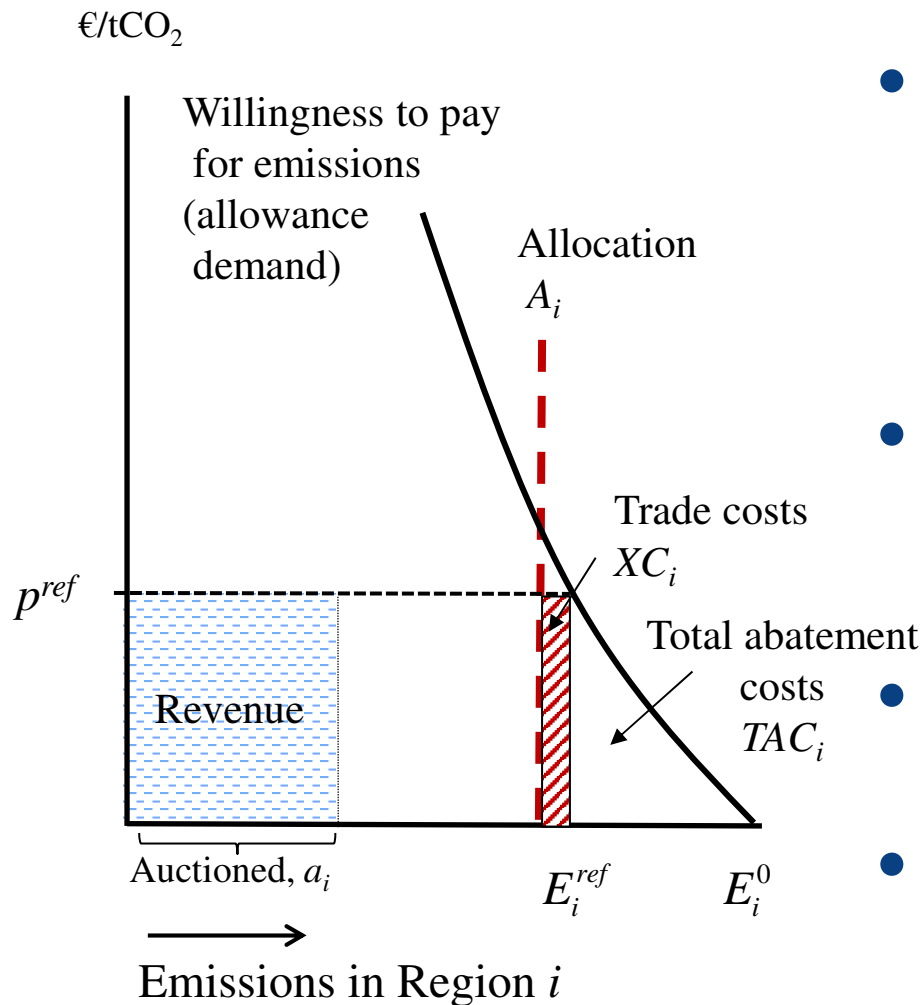 €/tCO₂
Willingness to pay
for emissions
(allowance
demand)
Allocation
Aᵢ
Trade costs
XCᵢ
pʳᵉᶠ
Total abatement
costs
TACᵢ
Revenue
Auctioned, aᵢ
Eᵢʳᵉᶠ
Eᵢ⁰
Emissions in Region i